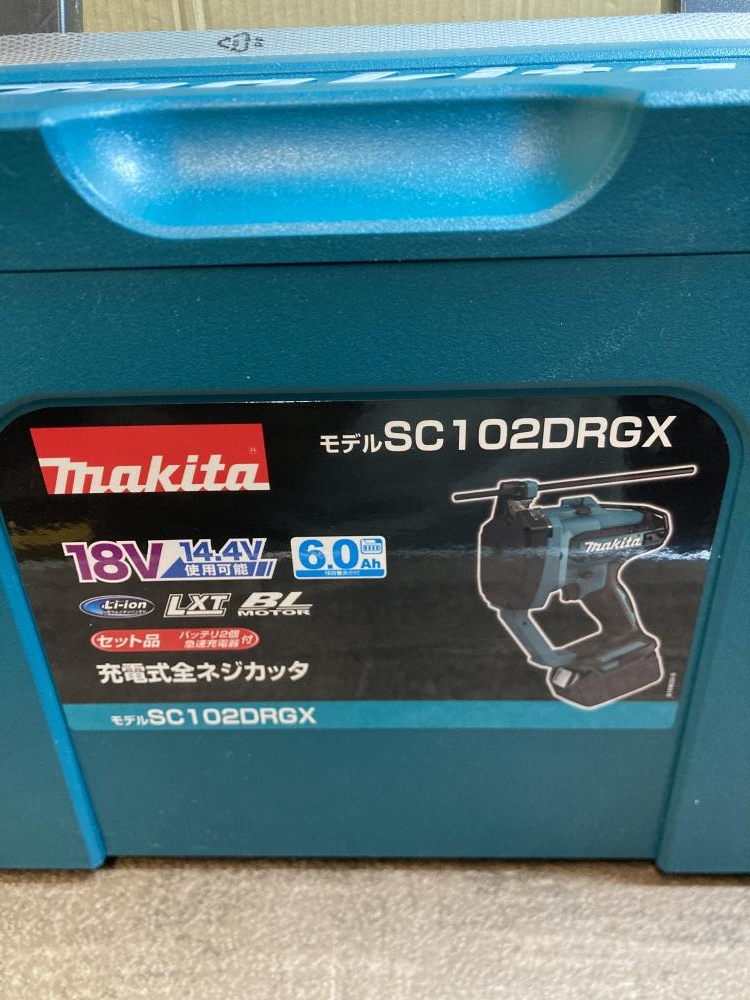 makita
makita
モデルSC102DRGX
makita
18V 14.4V
使用可能
6.0Ah
Li-ion
LXT
BL
MOTOR
セット品 バッテリ2個
急速充電器付
充電式全ネジカッタ
モデルSC102DRGX